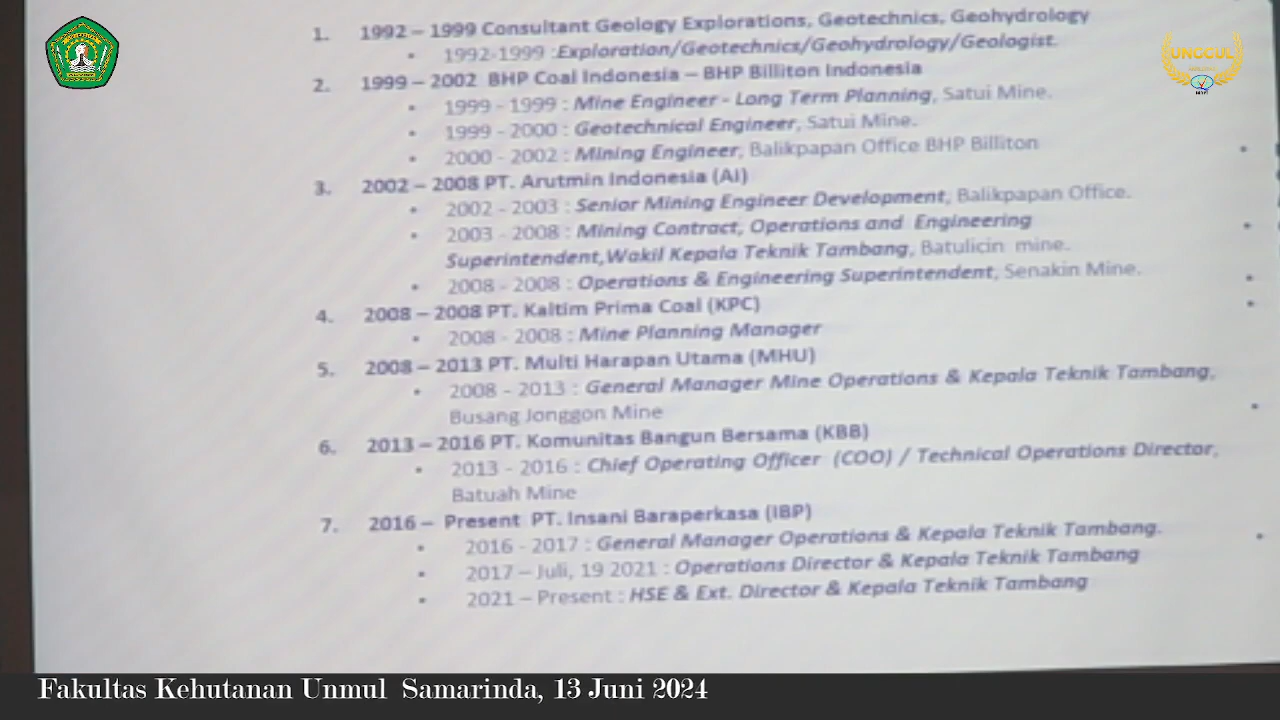 UNGGUL
1. 1992 – 1999 Consultant Geology Explorations, Geotechnics, Geohydrology
• 1992-1999 :Exploration/Geotechnics/Geohydrology/Geologist.
2. 1999 – 2002 BHP Coal Indonesia – BHP Billiton Indonesia
• 1999 - 1999 : Mine Engineer - Long Term Planning, Satui Mine.
• 1999 - 2000 : Geotechnical Engineer, Satui Mine.
• 2000 - 2002 : Mining Engineer, Balikpapan Office BHP Billiton
3. 2002 – 2008 PT. Arutmin Indonesia (AI)
• 2002 - 2003 : Senior Mining Engineer Development, Balikpapan Office.
• 2003 - 2008 : Mining Contract, Operations and Engineering
Superintendent,Wakil Kepala Teknik Tambang, Batulicin mine.
• 2008 - 2008 : Operations & Engineering Superintendent, Senakin Mine.
4. 2008 – 2008 PT. Kaltim Prima Coal (KPC)
• 2008 - 2008 : Mine Planning Manager
5. 2008 – 2013 PT. Multi Harapan Utama (MHU)
• 2008 - 2013 : General Manager Mine Operations & Kepala Teknik Tambang,
Busang Jonggon Mine
6. 2013 – 2016 PT. Komunitas Bangun Bersama (KBB)
• 2013 - 2016 : Chief Operating Officer (COO) / Technical Operations Director,
Batuah Mine
7. 2016 – Present PT. Insani Baraperkasa (IBP)
• 2016 - 2017 : General Manager Operations & Kepala Teknik Tambang.
• 2017 – Juli, 19 2021 : Operations Director & Kepala Teknik Tambang
• 2021 – Present : HSE & Ext. Director & Kepala Teknik Tambang
Fakultas Kehutanan Unmul Samarinda, 13 Juni 2024